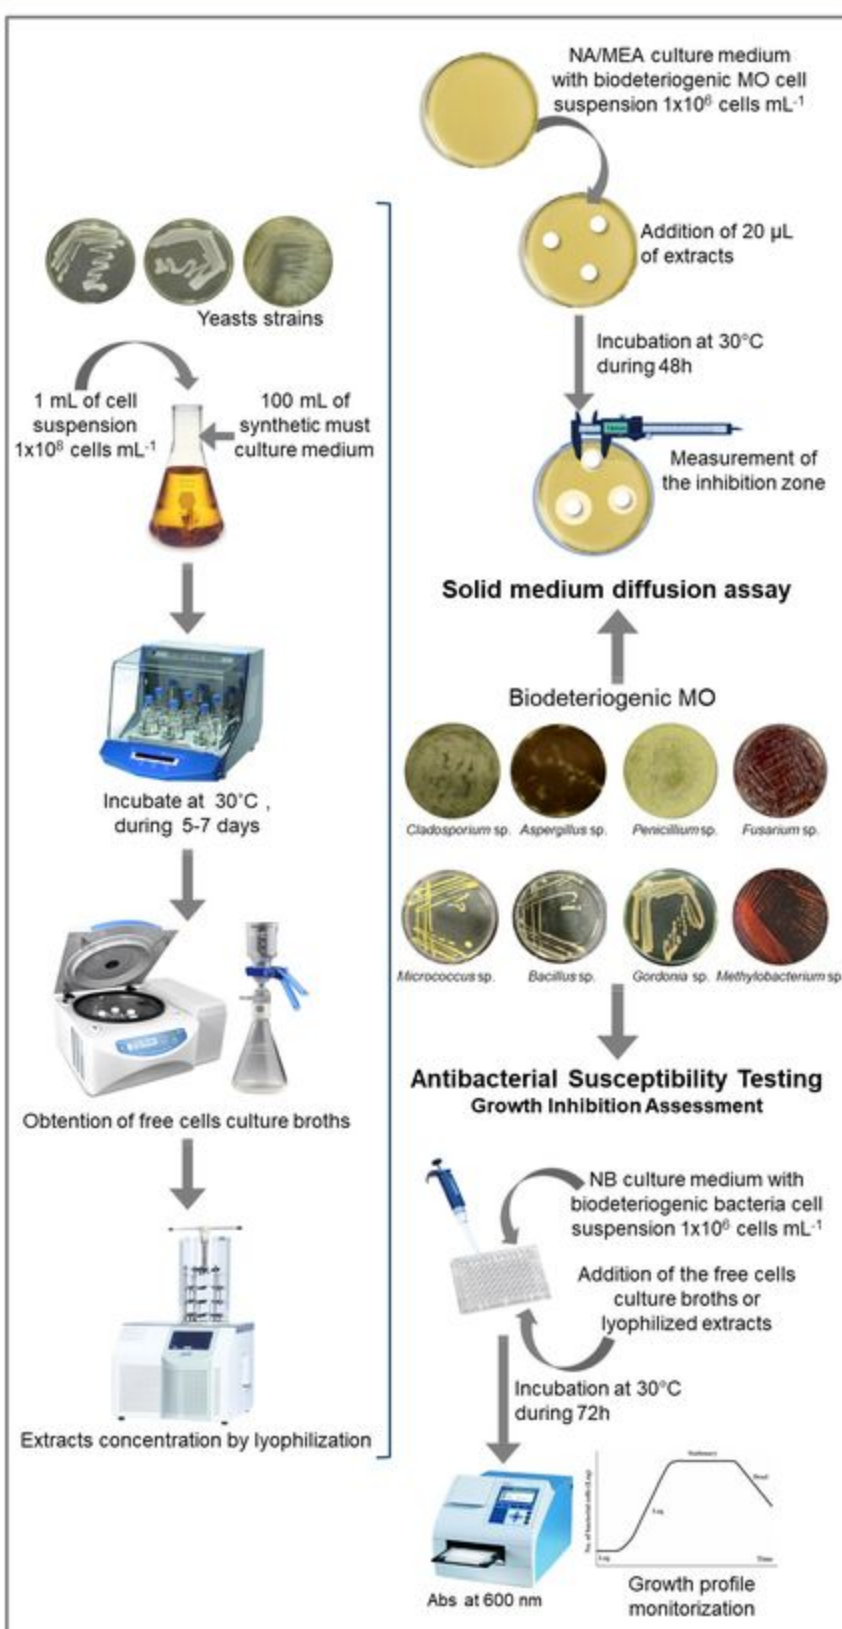 Yeasts strains
1 mL of cell
suspension
1x10⁸ cells mL⁻¹
100 mL of
synthetic must
culture medium
Incubate at 30°C ,
during 5-7 days
Obtention of free cells culture broths
Extracts concentration by lyophilization
NA/MEA culture medium
with biodeteriogenic MO cell
suspension 1x10⁶ cells mL⁻¹
Addition of 20 µL
of extracts
Incubation at 30°C
during 48h
Measurement of
the inhibition zone
Solid medium diffusion assay
Biodeteriogenic MO
Cladosporium sp.
Aspergillus sp.
Penicillium sp.
Fusarium sp.
Micrococcus sp.
Bacillus sp.
Gordonia sp.
Methylobacterium sp
Antibacterial Susceptibility Testing
Growth Inhibition Assessment
NB culture medium with
biodeteriogenic bacteria cell
suspension 1x10⁶ cells mL⁻¹
Addition of the free cells
culture broths or
lyophilized extracts
Incubation at 30°C
during 72h
Abs at 600 nm
No. of bacterial cells (Log)
Lag
Log
Stationary
Death
Time
Growth profile
monitorization